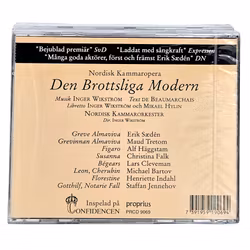 "Bejublad premiär" SvD "Laddat med sångkraft" Expressen
"Många goda aktörer, först och främst Erik Sædén" DN
Nordisk Kammaropera
Den Brottsliga Modern
Musik INGER WIKSTRÖM TEXT DE BEAUMARCHAIS
Libretto INGER WIKSTRÖM OCH MIKAEL HYLIN
NORDISK KAMMARORKESTER
Dir. INGER WIKSTRÖM
Greve Almaviva Erik Sædén
Grevinnan Almaviva Maud Tretom
Figaro Alf Häggstam
Susanna Christina Falk
Bégears Lars Cleveman
Leon, Cherubin Michael Bartov
Florestine Henriette Indahl
Gotthilf, Notarie Fall Staffan Jennehov
Inspelad på
CONFIDENCEN
proprius
PRCD 9069